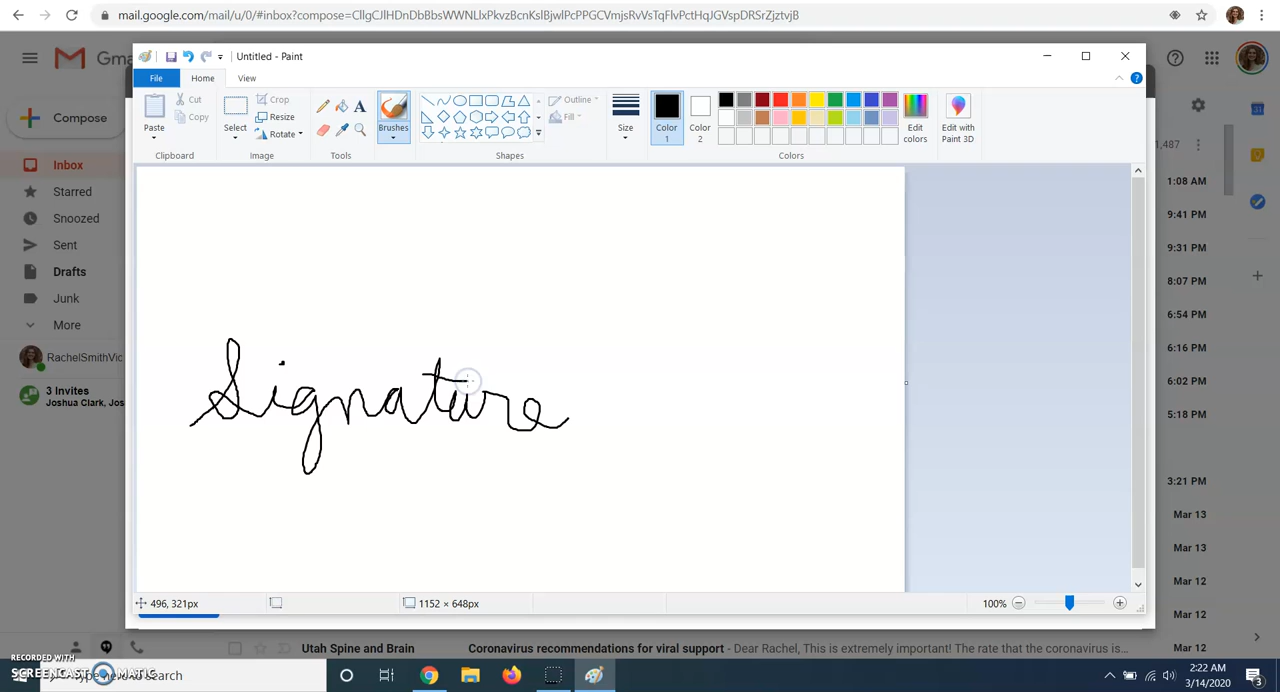 mail.google.com/mail/u/0/#inbox?compose=CllgCJlHDnDbBbsWWNLlxPkvzBcnKslBjwlPcPPGCVmjsRvVsTqFlvPctHqJGVspDRSrZjztvjB
Gm
Untitled - Paint
File
Home
View
Paste
Cut
Copy
Clipboard
Select
Crop
Resize
Rotate
Image
Tools
Brushes
Outline
Fill
Shapes
Size
Color 1
Color 2
Colors
Edit colors
Edit with Paint 3D
Compose
Inbox
Starred
Snoozed
Sent
Drafts
Junk
More
RachelSmithVic
3 Invites
Joshua Clark, Jos
Signature
1,487
1:08 AM
9:41 PM
9:31 PM
8:07 PM
6:54 PM
6:16 PM
6:02 PM
5:18 PM
3:21 PM
Mar 13
Mar 13
Mar 12
Mar 12
Mar 12
496, 321px
1152 × 648px
100%
Utah Spine and Brain
Coronavirus recommendations for viral support - Dear Rachel, This is extremely important! The rate that the coronavirus is...
RECORDED WITH
SCREENCAST MATIC
here to search
2:22 AM
3/14/2020
3